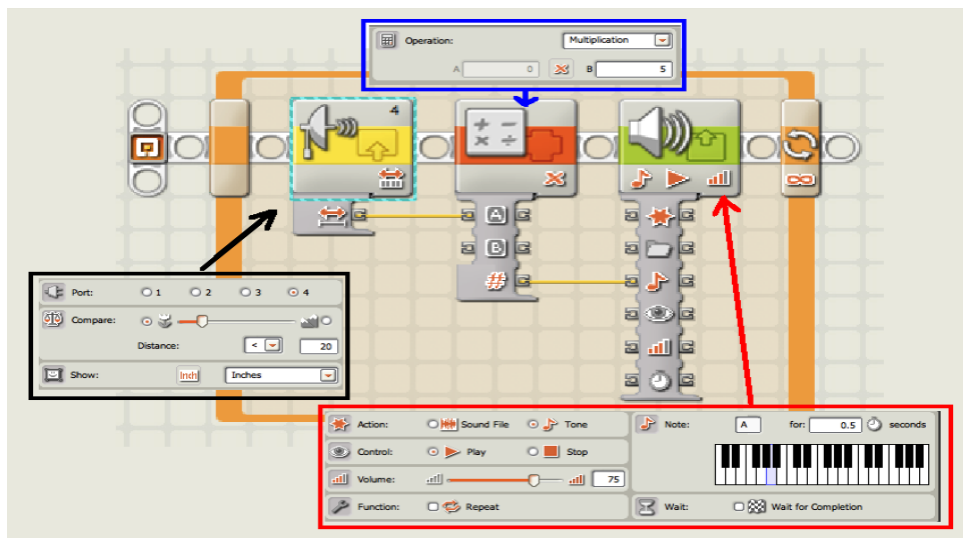 Operation: Multiplication
A 0 B 5
4
A
B
#
Port: 1 2 3 4
Compare:
Distance: < 20
Show: Inch Inches
Action: Sound File Tone
Control: Play Stop
Volume: 75
Function: Repeat
Note: A for: 0.5 seconds
Wait: Wait for Completion